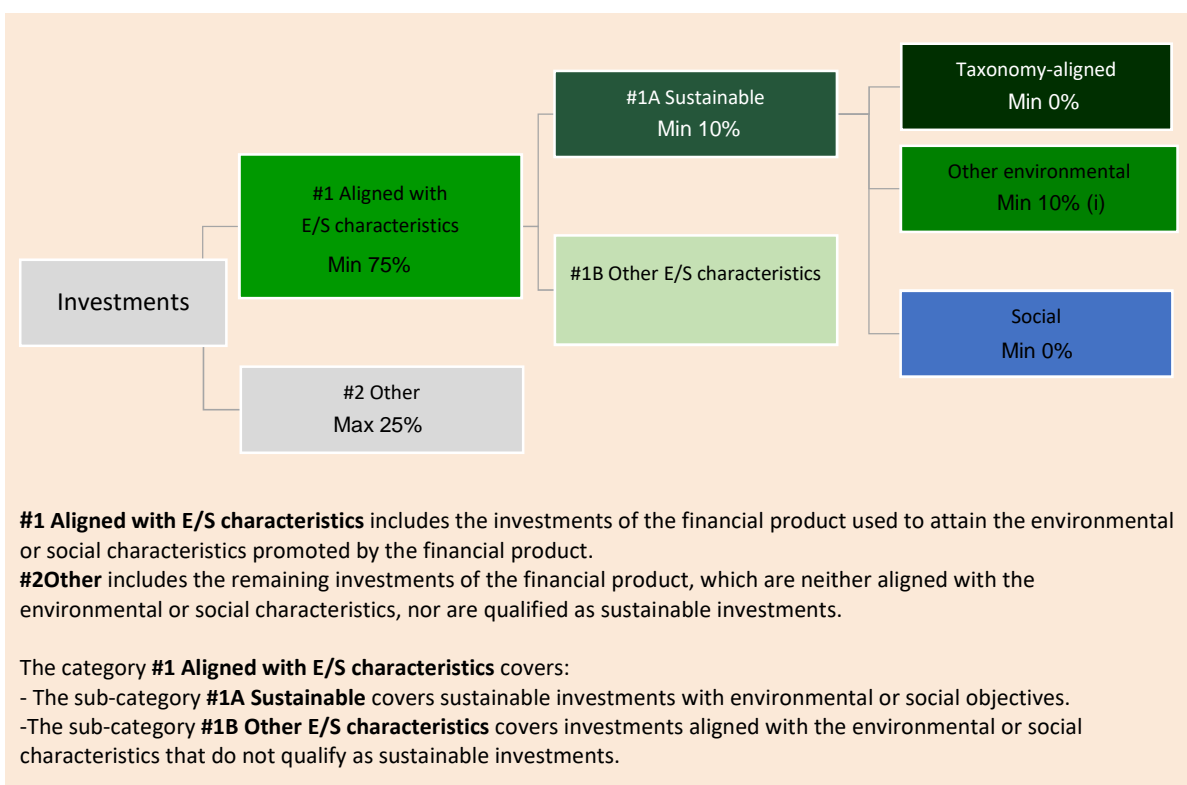 Investments
#1 Aligned with
E/S characteristics
Min 75%
#2 Other
Max 25%
#1A Sustainable
Min 10%
#1B Other E/S characteristics
Taxonomy-aligned
Min 0%
Other environmental
Min 10% (i)
Social
Min 0%
#1 Aligned with E/S characteristics includes the investments of the financial product used to attain the environmental
or social characteristics promoted by the financial product.
#2Other includes the remaining investments of the financial product, which are neither aligned with the
environmental or social characteristics, nor are qualified as sustainable investments.
The category #1 Aligned with E/S characteristics covers:
- The sub-category #1A Sustainable covers sustainable investments with environmental or social objectives.
-The sub-category #1B Other E/S characteristics covers investments aligned with the environmental or social
characteristics that do not qualify as sustainable investments.